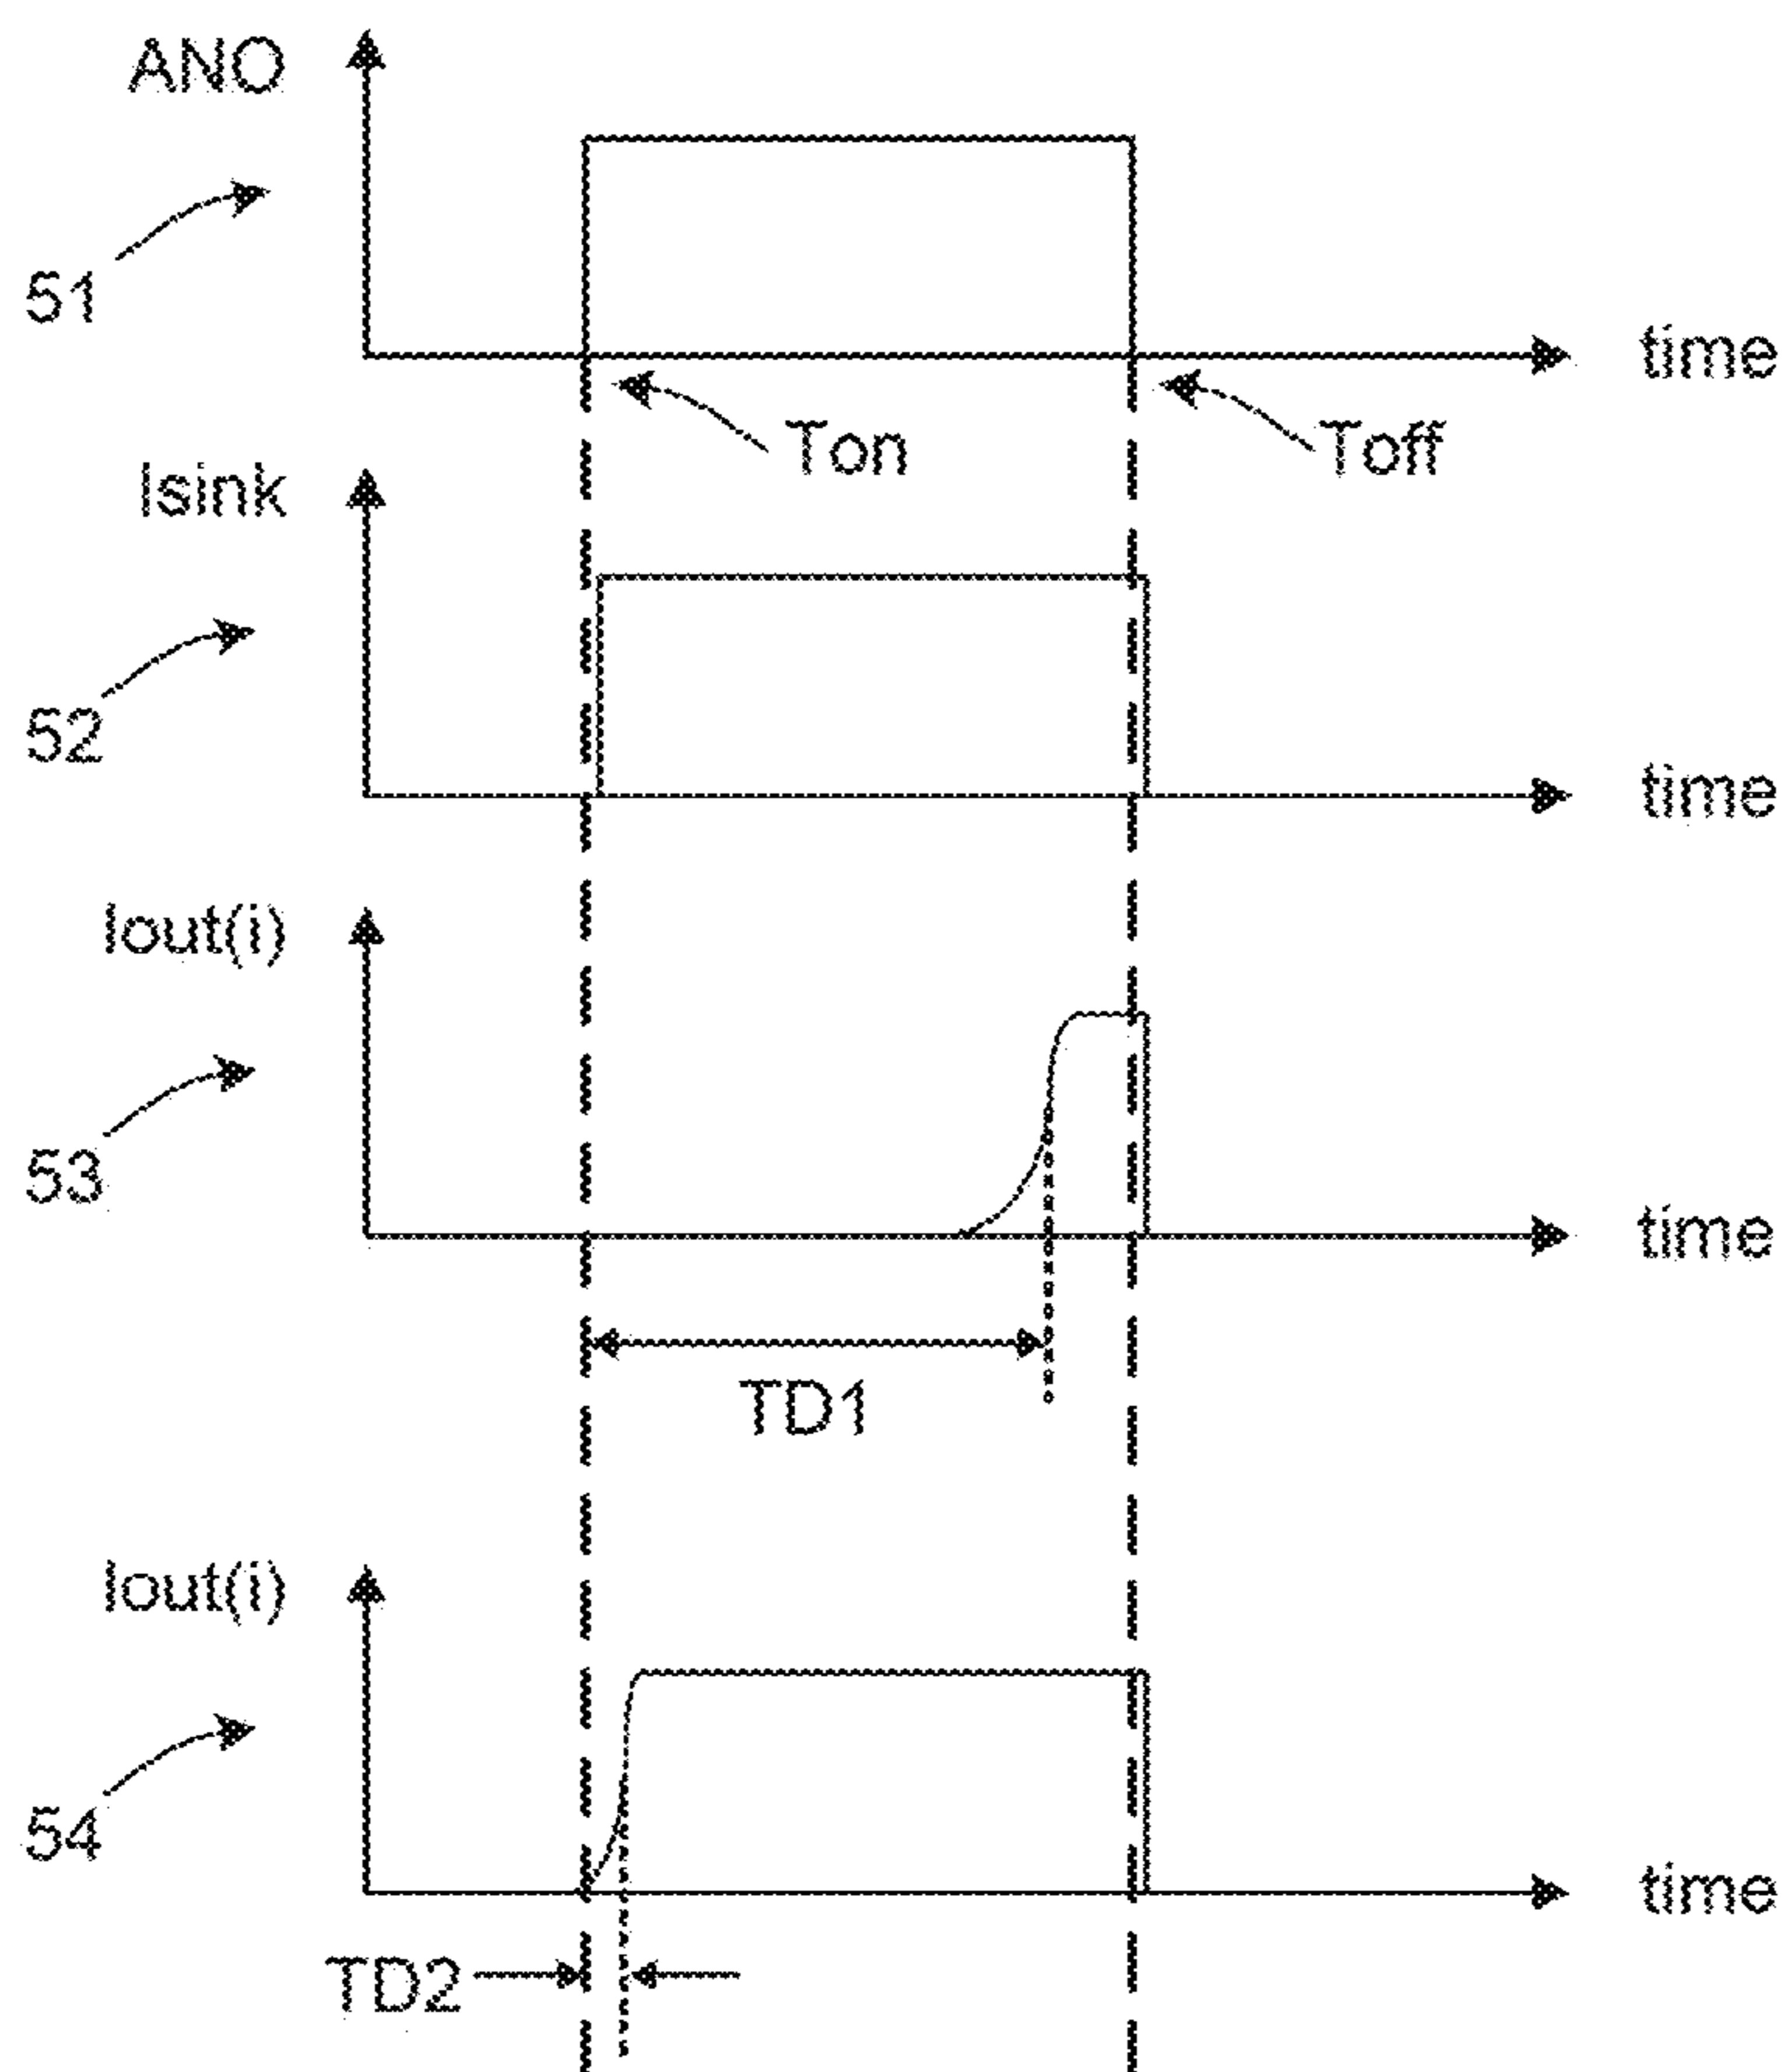 ANO
51
time
Ton
Toff
Isink
52
time
Iout(i)
53
time
TD1
Iout(i)
54
time
TD2